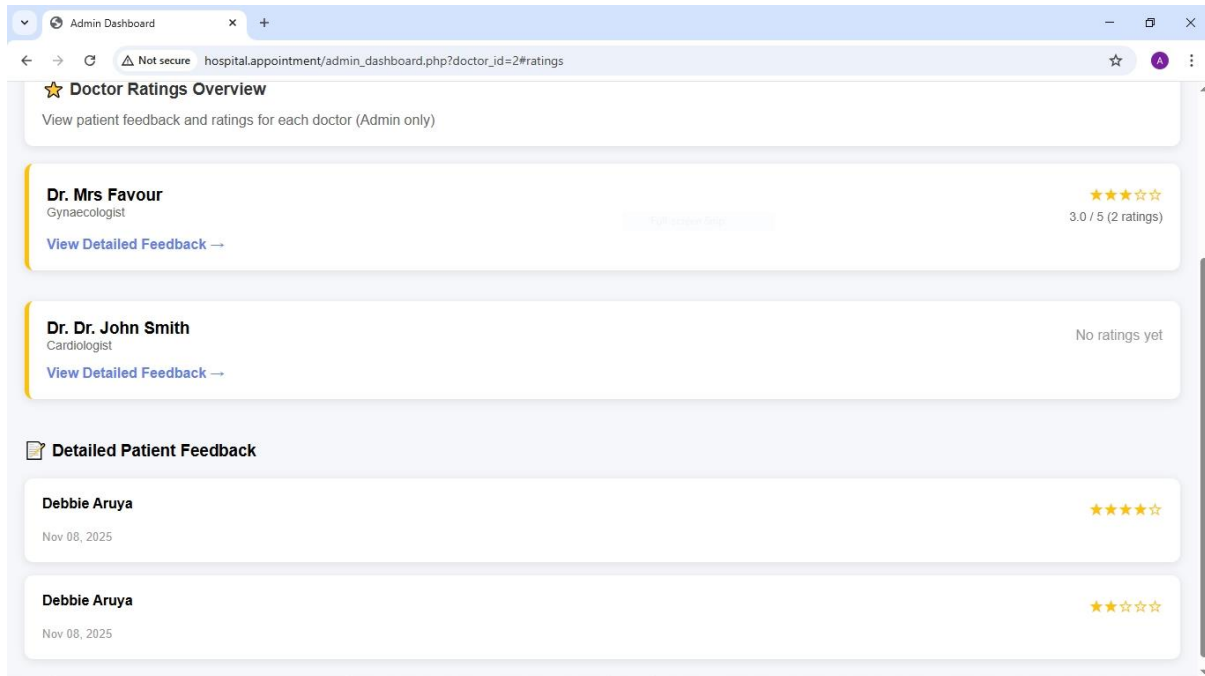 Admin Dashboard
Not secure hospital.appointment/admin_dashboard.php?doctor_id=2#ratings A
Doctor Ratings Overview
View patient feedback and ratings for each doctor (Admin only)
Dr. Mrs Favour
Gynaecologist
3.0 / 5 (2 ratings)
View Detailed Feedback →
Dr. Dr. John Smith
Cardiologist
No ratings yet
View Detailed Feedback →
Detailed Patient Feedback
Debbie Aruya
Nov 08, 2025
Debbie Aruya
Nov 08, 2025